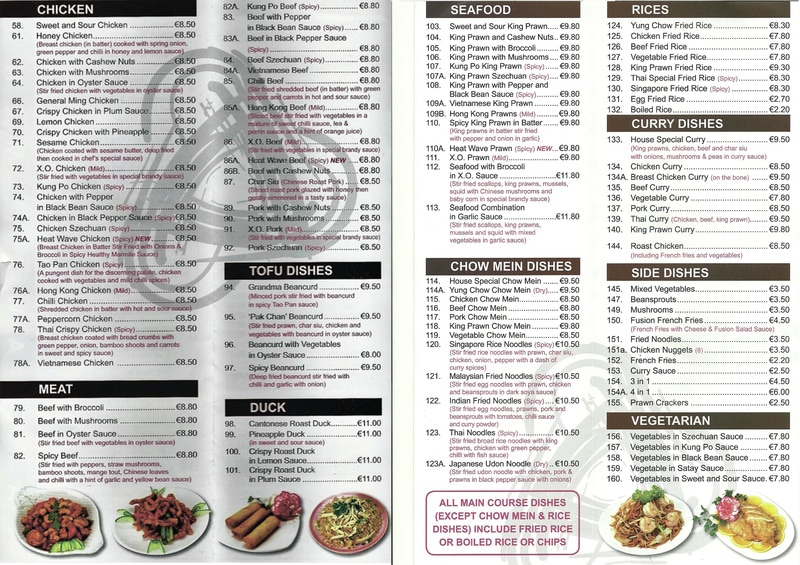 CHICKEN
58. Sweet and Sour Chicken €8.50
61. Honey Chicken €8.50
(Breast chicken (in batter) cooked with spring onion,
green pepper and chilli in honey and lemon sauce)
62. Chicken with Cashew Nuts €8.50
63. Chicken with Mushrooms €8.50
64. Chicken in Oyster Sauce €8.50
(Stir fried chicken with vegetables in oyster sauce)
66. General Ming Chicken €8.50
67. Crispy Chicken in Plum Sauce €8.50
69. Lemon Chicken €8.50
70. Crispy Chicken with Pineapple €8.50
71. Sesame Chicken €8.50
(Chicken coated with sesame batter, deep fried
then cooked in chef's special sauce)
72. X.O. Chicken (Mild) €8.50
(Stir fried with vegetables in special brandy sauce)
73. Kung Po Chicken (Spicy) €8.50
74. Chicken with Pepper
in Black Bean Sauce (Spicy) €8.50
74A. Chicken in Black Pepper Sauce (Spicy) €8.50
75. Chicken Szechuan (Spicy) €8.50
75A. Heat Wave Chicken (Spicy) NEW €8.50
(Breast Chicken in Batter Stir Fried with Onions &
Broccoli in Spicy Healthy Marmite Sauce)
76. Tao Pan Chicken (Spicy) €8.50
(A pungent dish for the discerning palate, chicken
cooked with vegetables and mild chilli spices)
76A. Hong Kong Chicken (Mild) €8.50
77. Chilli Chicken €8.50
(Shredded chicken in batter with hot and sour sauce)
77A. Peppercorn Chicken €8.50
78. Thai Crispy Chicken (Spicy) €8.50
(Breast chicken coated with bread crumbs with
green pepper, onion, bamboo shoots and carrots
in sweet and spicy sauce)
78A. Vietnamese Chicken €8.50
MEAT
79. Beef with Broccoli €8.80
80. Beef with Mushrooms €8.80
81. Beef in Oyster Sauce €8.80
(Stir fried beef with vegetables in oyster sauce)
82. Spicy Beef €8.80
(Stir fried with peppers, straw mushrooms,
bamboo shoots, mange tout, Chinese leaves
and chilli with a hint of garlic and yellow bean sauce)
82A. Kung Po Beef (Spicy) €8.80
83. Beef with Pepper
in Black Bean Sauce (Spicy) €8.80
83A. Beef in Black Pepper Sauce
(Spicy) €8.80
84. Beef Szechuan (Spicy) €8.80
84A. Vietnamese Beef €8.80
85. Chilli Beef €8.80
(Stir fried shredded beef (in batter) with green
pepper and carrots in hot and sour sauce)
85A. Hong Kong Beef (Mild) €8.80
(Sliced beef stir fried with vegetables in a
mixture of sweet chilli sauce, lea &
perrin sauce and a hint of orange juice)
86. X.O. Beef (Mild) €8.80
(Stir fried with vegetables in special brandy sauce)
86A. Heat Wave Beef (Spicy) NEW €8.80
86B. Beef with Cashew Nuts €8.80
87. Char Siu (Chinese Roast Pork) €8.50
(Sliced roast pork glazed with honey then
gently simmered in a tasty sauce)
89. Pork with Cashew Nuts €8.50
90. Pork with Mushrooms €8.50
91. X.O. Pork (Mild) €8.50
(Stir fried with vegetables in special brandy sauce)
92. Pork Szechuan (Spicy) €8.50
TOFU DISHES
94. Grandma Beancurd €9.50
(Minced pork stir fried with beancurd
in spicy Tao Pan sauce)
95. 'Puk Chan' Beancurd €9.50
(Stir fried prawn, char siu, chicken and
vegetables with beancurd in oyster sauce)
96. Beancurd with Vegetables
in Oyster Sauce €8.00
97. Spicy Beancurd €9.50
(Deep fried beancurd stir fried with
chilli and garlic with onion)
DUCK
98. Cantonese Roast Duck €11.00
99. Pineapple Duck €11.00
(in sweet and sour sauce)
100. Crispy Roast Duck
in Lemon Sauce €11.00
101. Crispy Roast Duck
in Plum Sauce €11.00
SEAFOOD
103. Sweet and Sour King Prawn €9.80
104. King Prawn and Cashew Nuts €9.80
105. King Prawn with Broccoli €9.80
106. King Prawn with Mushrooms €9.80
107. Kung Po King Prawn (Spicy) €9.80
107A. King Prawn Szechuan (Spicy) €9.80
108. King Prawn with Pepper and
Black Bean Sauce (Spicy) €9.80
109A. Vietnamese King Prawn €9.80
109B. Hong Kong Prawns (Mild) €9.80
110. Spicy King Prawn in Batter €9.80
(King prawns in batter stir fried
with pepper and onion in garlic)
110A. Heat Wave Prawn (Spicy) NEW €9.80
111. X.O. Prawn (Mild) €9.80
112. Seafood with Broccoli
in X.O. Sauce €11.80
(Stir fried scallops, king prawns, mussels,
squid with Chinese mushrooms and
baby corn in special brandy sauce)
113. Seafood Combination
in Garlic Sauce €11.80
(Stir fried scallops, king prawns,
mussels and squid with mixed
vegetables in garlic sauce)
CHOW MEIN DISHES
114. House Special Chow Mein €9.50
114A. Yung Chow Chow Mein (Dry) €9.50
115. Chicken Chow Mein €8.50
116. Beef Chow Mein €8.80
117. Pork Chow Mein €8.50
118. King Prawn Chow Mein €9.80
119. Vegetable Chow Mein €8.50
120. Singapore Rice Noodles (Spicy) €10.50
(Stir fried rice noodles with prawn, char siu,
chicken, onion, pepper with a dash of
curry spices)
121. Malaysian Fried Noodles (Spicy) €10.50
(Stir fried egg noodles with prawn, chicken
and beansprouts in dark soya sauce)
122. Indian Fried Noodles (Spicy) €10.50
(Stir fried egg noodles, prawns, pork and
beansprouts with tomatoes, chilli sauce
and curry powder)
123. Thai Noodles (Spicy) €10.50
(Stir fried broad rice noodles with king
prawns, chicken with green pepper,
chilli with fish sauce)
123A. Japanese Udon Noodle (Dry) €10.50
(Stir fried udon noodles with chicken, pork &
prawns in black pepper sauce with onions)
ALL MAIN COURSE DISHES
(EXCEPT CHOW MEIN & RICE
DISHES) INCLUDE FRIED RICE
OR BOILED RICE OR CHIPS
RICES
124. Yung Chow Fried Rice €8.30
125. Chicken Fried Rice €7.80
126. Beef Fried Rice €7.80
127. Vegetable Fried Rice €7.80
128. King Prawn Fried Rice €9.30
129. Thai Special Fried Rice (Spicy) €8.30
130. Singapore Fried Rice (Spicy) €8.30
131. Egg Fried Rice €2.70
132. Boiled Rice €2.20
CURRY DISHES
133. House Special Curry €9.50
(King prawns, chicken, beef and char siu
with onions, mushrooms & peas in curry sauce)
134. Chicken Curry €8.50
134A. Breast Chicken Curry (on the bone) €9.50
135. Beef Curry €8.50
136. Vegetable Curry €7.80
137. Pork Curry €8.50
139. Thai Curry (Chicken, beef, king prawn) €9.50
140. King Prawn Curry €9.80
144. Roast Chicken €8.50
(Including French fries and vegetables)
SIDE DISHES
145. Mixed Vegetables €3.50
147. Beansprouts €3.50
149. Mushrooms €3.50
150. Fusion French Fries €4.50
(French Fries with Cheese & Fusion Salad Sauce)
151. Fried Noodles €3.50
151a. Chicken Nuggets (8) €3.50
152. French Fries €2.20
153. Curry Sauce €2.50
154. 3 in 1 €4.50
154A. 4 in 1 €6.00
155. Prawn Crackers €2.50
VEGETARIAN
156. Vegetables in Szechuan Sauce €7.80
157. Vegetables in Kung Po Sauce €7.80
158. Vegetables in Black Bean Sauce €7.80
159. Vegetable in Satay Sauce €7.80
160. Vegetables in Sweet and Sour Sauce €7.80